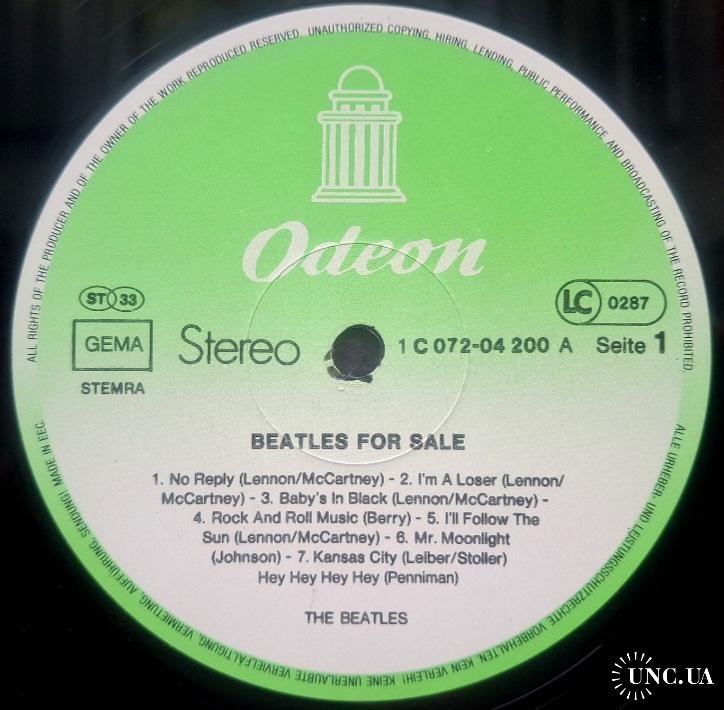 ALL RIGHTS OF THE PRODUCER AND OF THE OWNER OF THE WORK REPRODUCED RESERVED. UNAUTHORIZED COPYING, HIRING, LENDING, PUBLIC PERFORMANCE AND BROADCASTING OF THE RECORD PROHIBITED.
Odeon
ST 33
LC 0287
GEMA
STEMRA
Stereo
1 C 072-04 200 A Seite 1
BEATLES FOR SALE
1. No Reply (Lennon/McCartney) - 2. I'm A Loser (Lennon/
McCartney) - 3. Baby's In Black (Lennon/McCartney) -
4. Rock And Roll Music (Berry) - 5. I'll Follow The
Sun (Lennon/McCartney) - 6. Mr. Moonlight
(Johnson) - 7. Kansas City (Leiber/Stoller)
Hey Hey Hey Hey (Penniman)
THE BEATLES
ALLE URHEBER- UND LEISTUNGSSCHUTZRECHTE VORBEHALTEN. KEIN VERLEIH! KEINE UNERLAUBTE VERVIELFÄLTIGUNG, VERMIETUNG, AUFFÜHRUNG, SENDUNG! MADE IN EEC.
UNC.UA